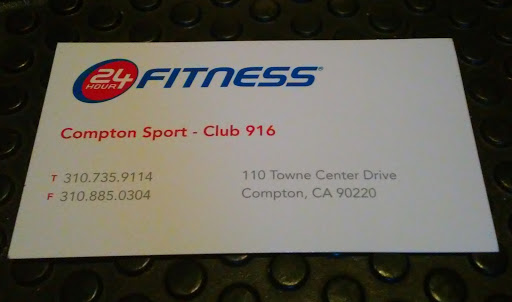 24 HOUR FITNESS®
Compton Sport - Club 916
T 310.735.9114
F 310.885.0304
110 Towne Center Drive
Compton, CA 90220